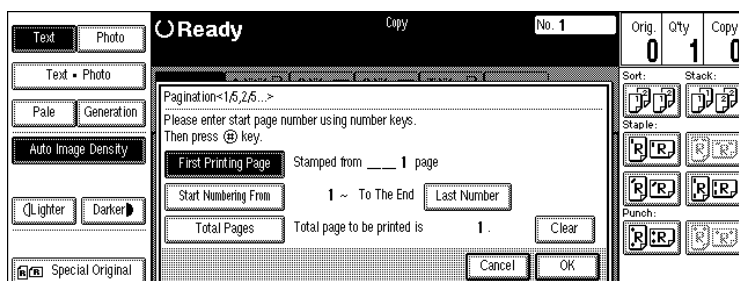 Text Photo
Text • Photo
Pale Generation
Auto Image Density
Lighter Darker
Special Original
Ready
Copy
No. 1
Pagination<1/5,2/5...>
Please enter start page number using number keys.
Then press # key.
First Printing Page Stamped from ____ 1 page
Start Numbering From 1 ~ To The End Last Number
Total Pages Total page to be printed is 1 . Clear
Cancel OK
Orig. Q'ty Copy
0 1 0
Sort: Stack:
Staple:
Punch: